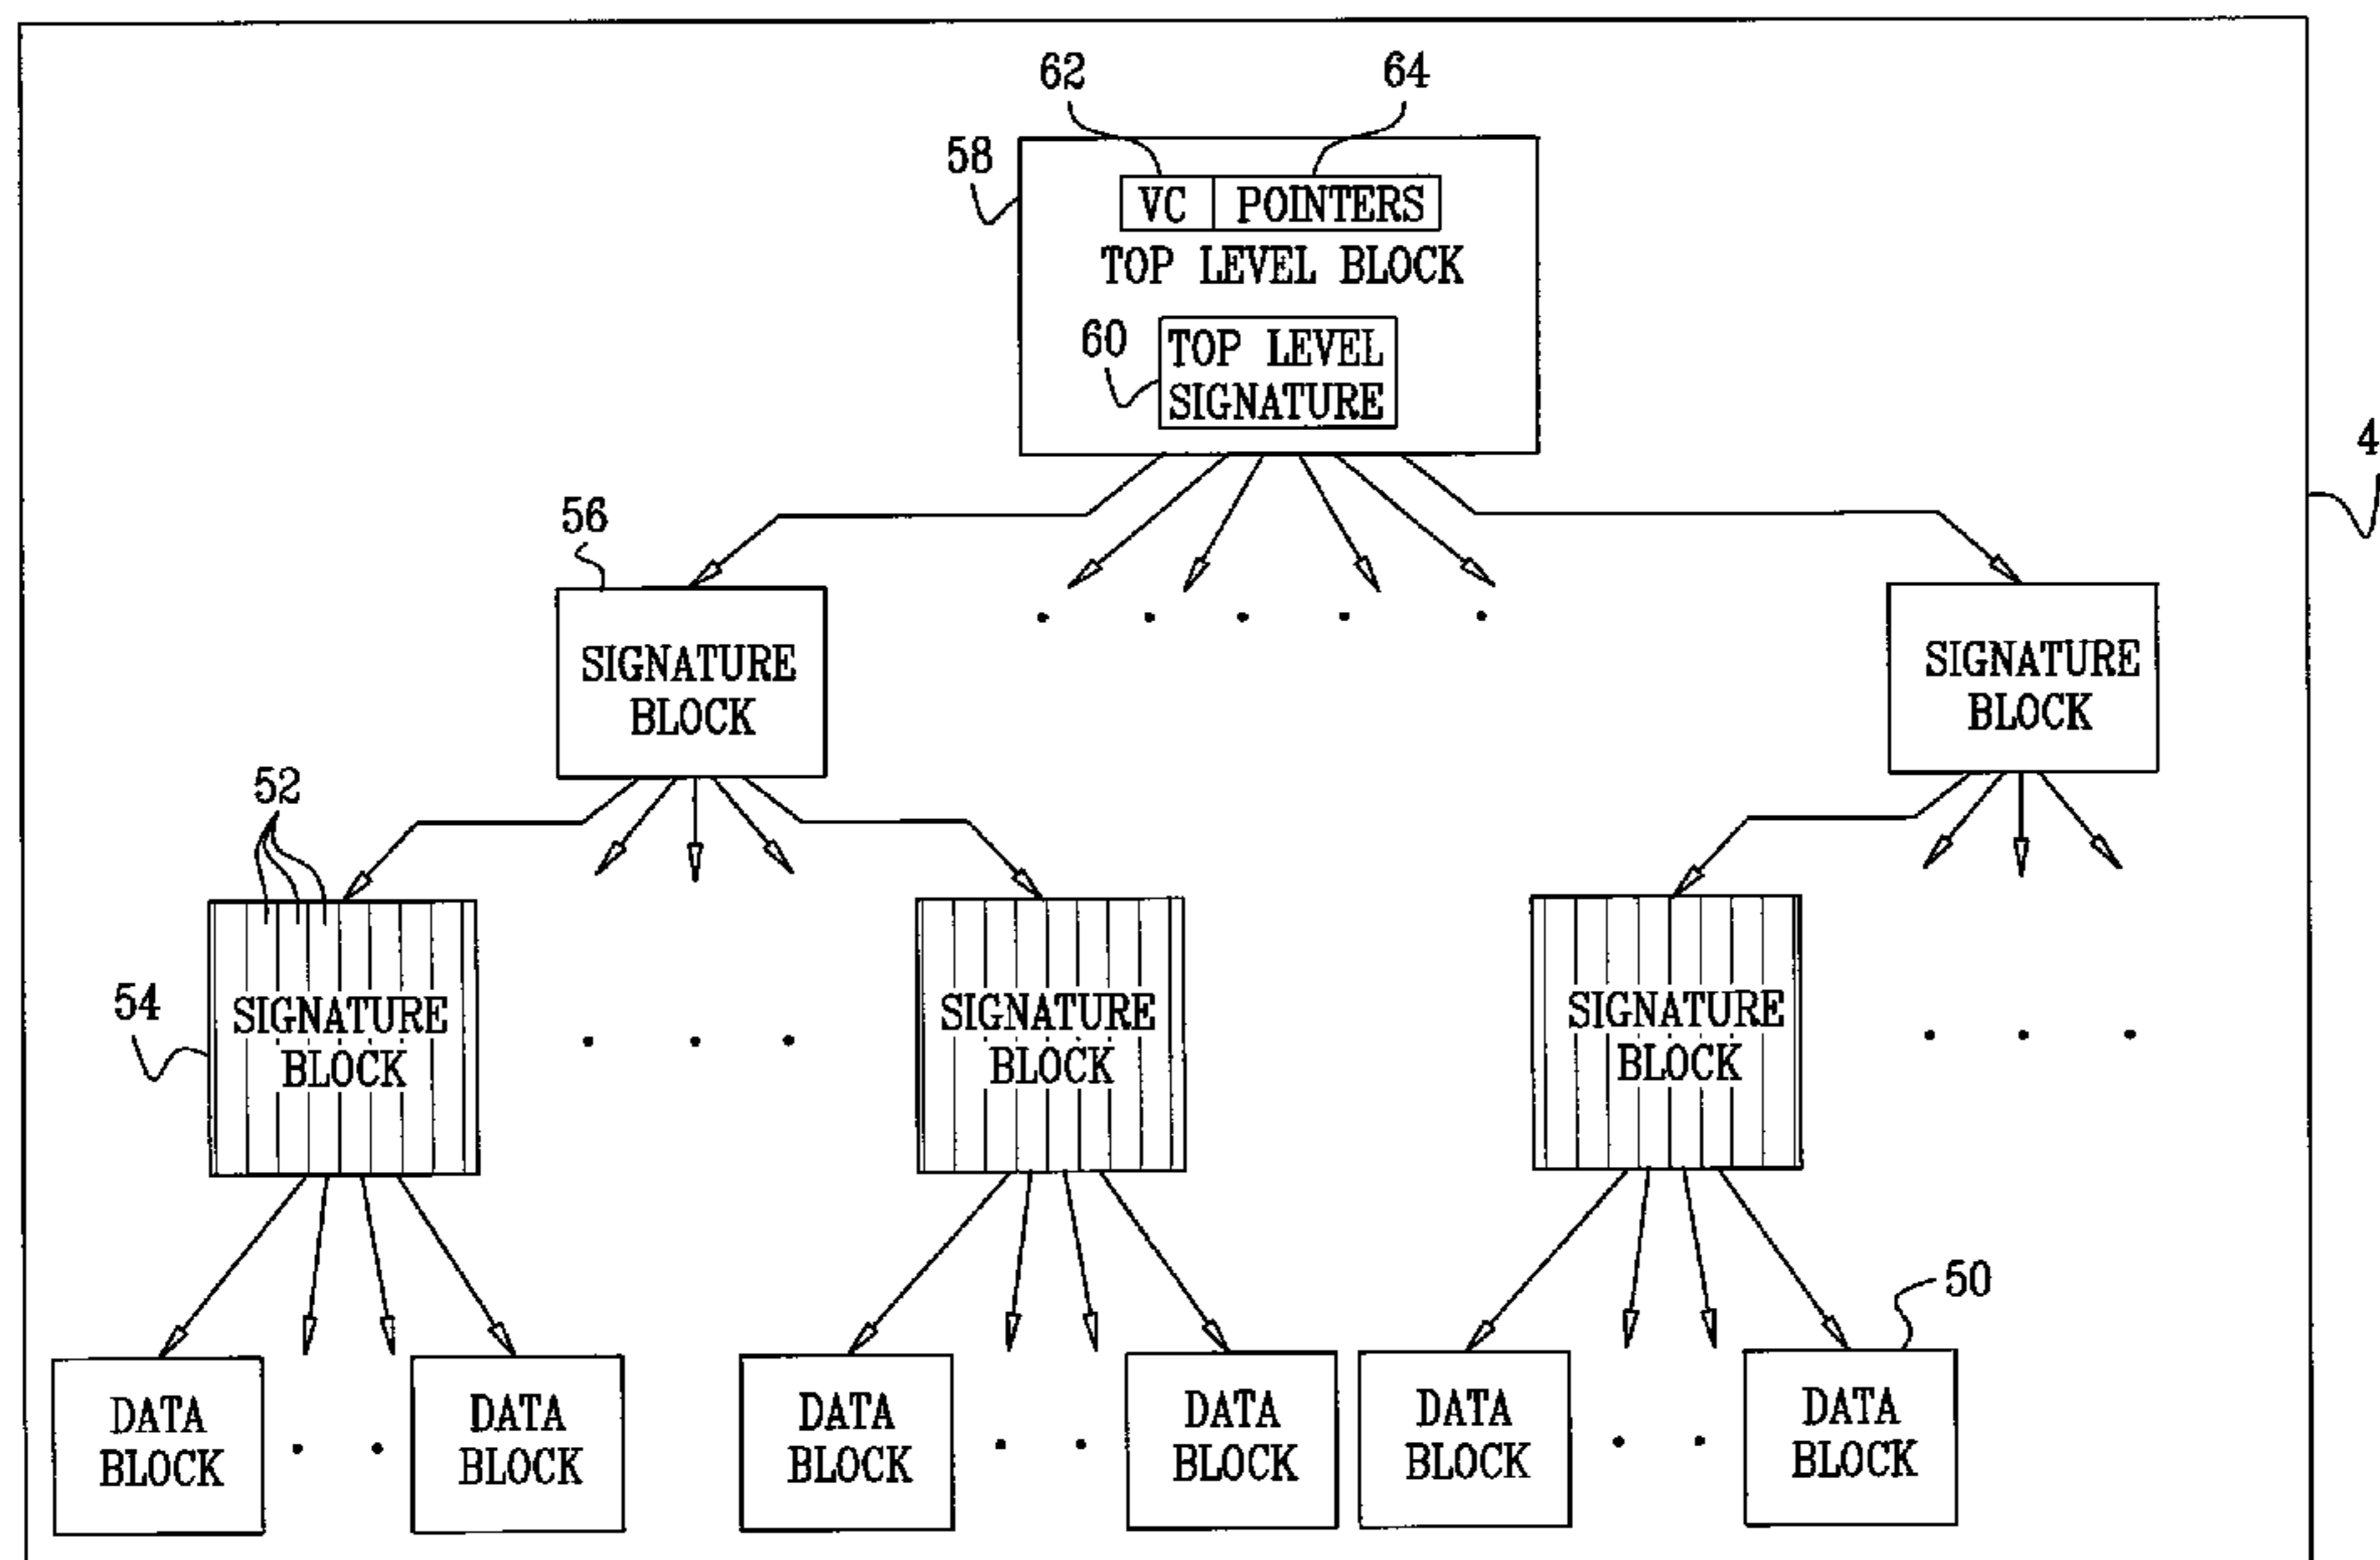 62
64
58
VC POINTERS
TOP LEVEL BLOCK
60
TOP LEVEL
SIGNATURE
4
56
SIGNATURE
BLOCK
SIGNATURE
BLOCK
52
54
SIGNATURE
BLOCK
SIGNATURE
BLOCK
SIGNATURE
BLOCK
50
DATA
BLOCK
DATA
BLOCK
DATA
BLOCK
DATA
BLOCK
DATA
BLOCK
DATA
BLOCK